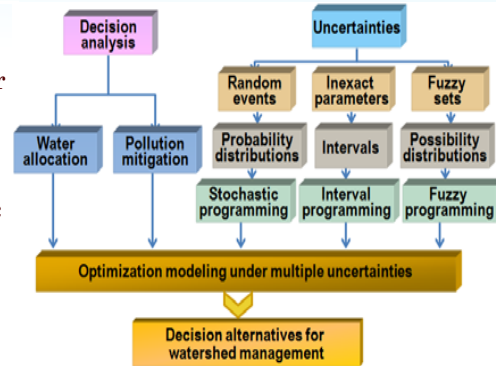 Decision
analysis
Uncertainties
r
Random
events
Inexact
parameters
Fuzzy
sets
Water
allocation
Pollution
mitigation
Probability
distributions
Intervals
Possibility
distributions
Stochastic
programming
Interval
programming
Fuzzy
programming
Optimization modeling under multiple uncertainties
Decision alternatives for
watershed management